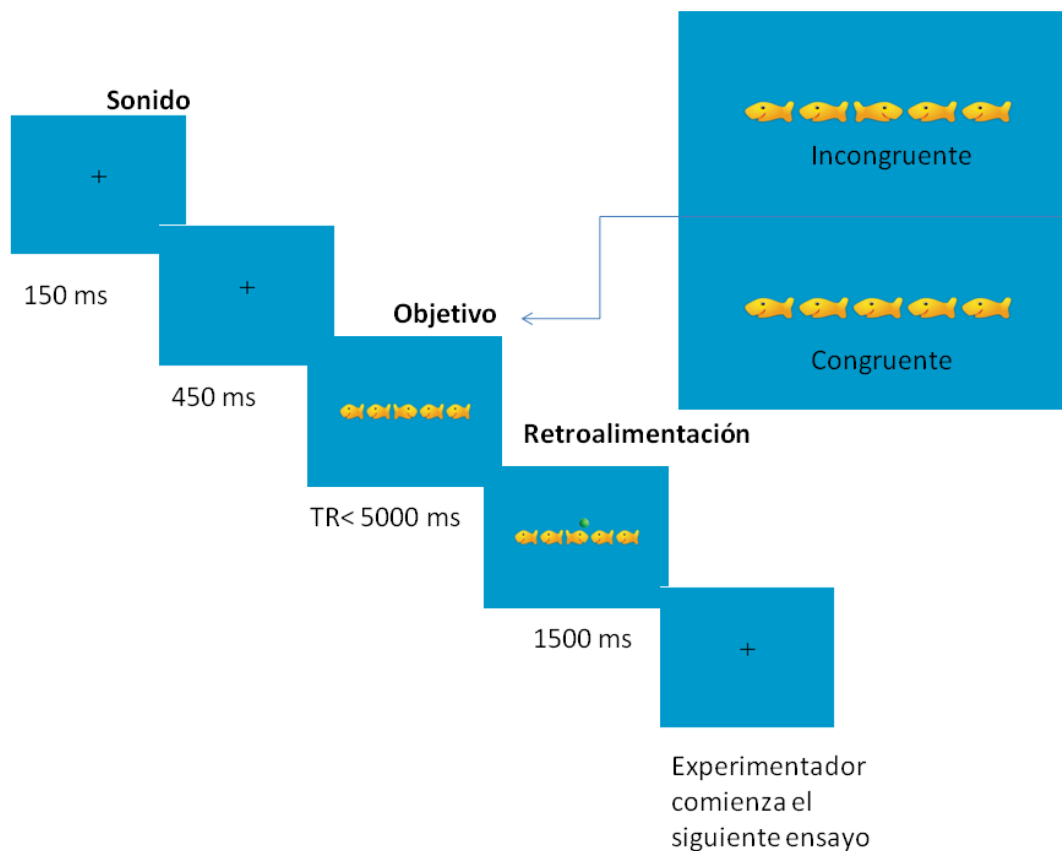 Sonido
150 ms
450 ms
Objetivo
TR< 5000 ms
Retroalimentación
1500 ms
Experimentador
comienza el
siguiente ensayo
Incongruente
Congruente